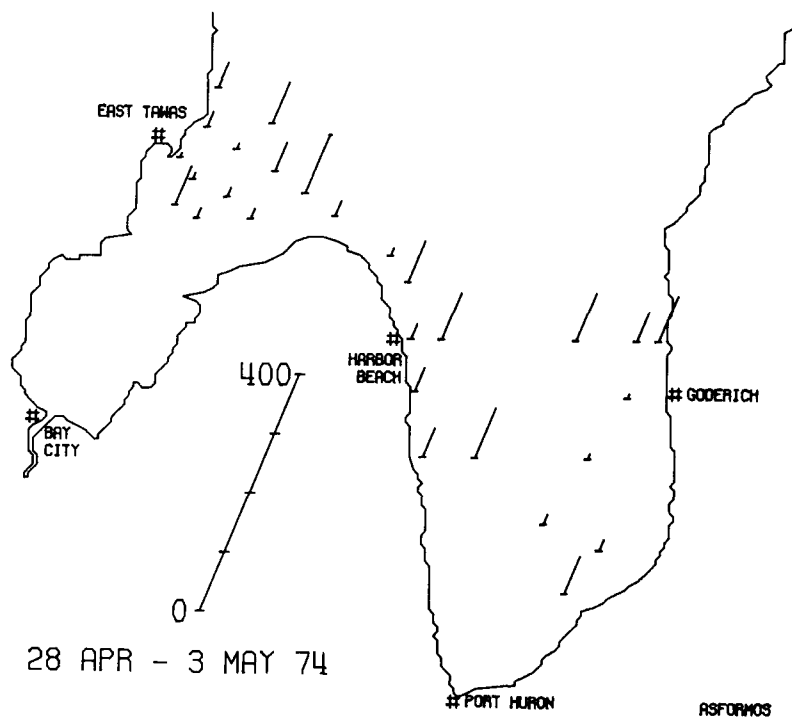 EAST TAWAS
HARBOR
BEACH
400
GODERICH
BAY
CITY
0
28 APR - 3 MAY 74
PORT HURON
ASFORMOS